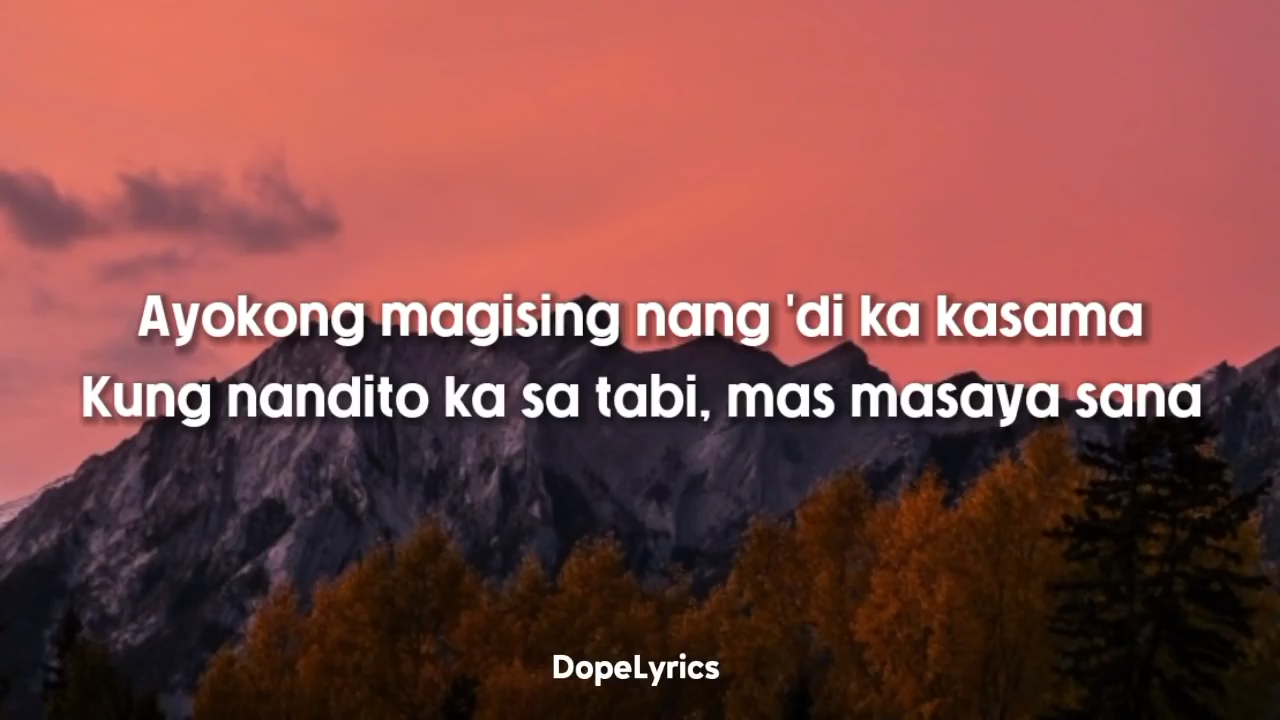 Ayokong magising nang 'di ka kasama
Kung nandito ka sa tabi, mas masaya sana
DopeLyrics